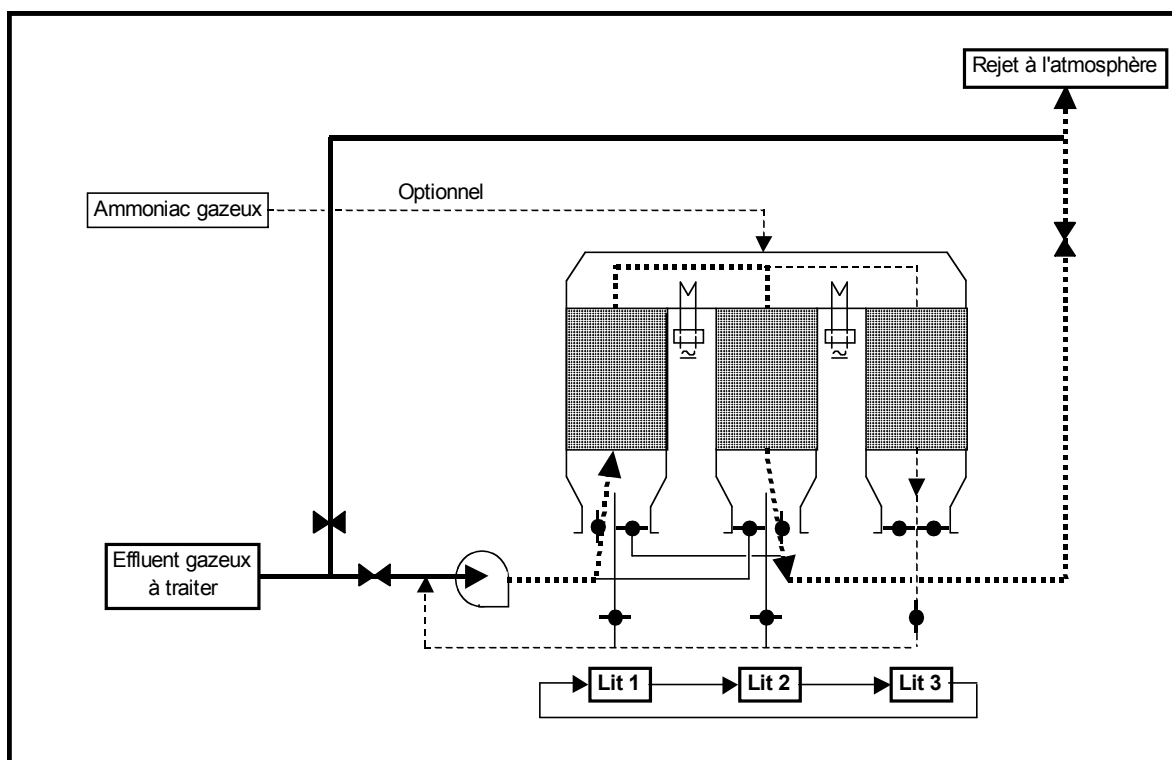 Rejet à l'atmosphère
Optionnel
Ammoniac gazeux
Effluent gazeux
à traiter
Lit 1
Lit 2
Lit 3